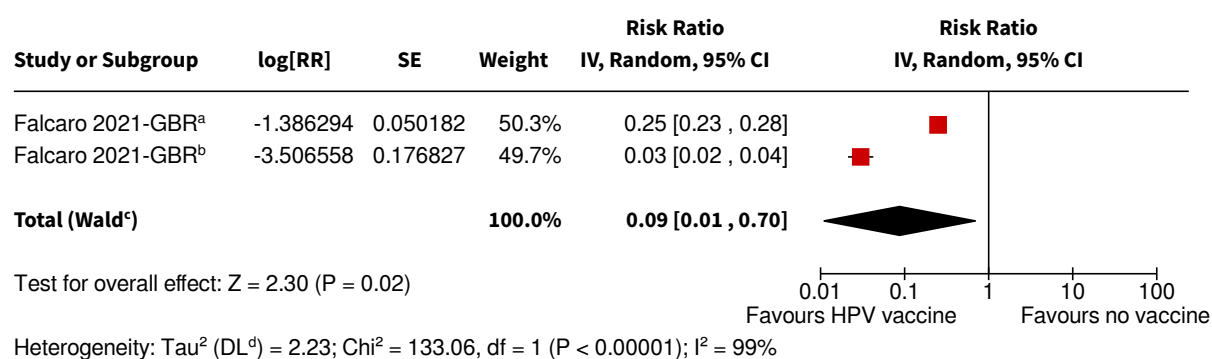 Risk Ratio Risk Ratio
Study or Subgroup log[RR] SE Weight IV, Random, 95% CI IV, Random, 95% CI
Falcaro 2021-GBRᵃ -1.386294 0.050182 50.3% 0.25 [0.23 , 0.28]
Falcaro 2021-GBRᵇ -3.506558 0.176827 49.7% 0.03 [0.02 , 0.04]
Total (Waldᶜ) 100.0% 0.09 [0.01 , 0.70]
Test for overall effect: Z = 2.30 (P = 0.02) 0.01 0.1 1 10 100
Favours HPV vaccine Favours no vaccine
Heterogeneity: Tau² (DLᵈ) = 2.23; Chi² = 133.06, df = 1 (P < 0.00001); I² = 99%